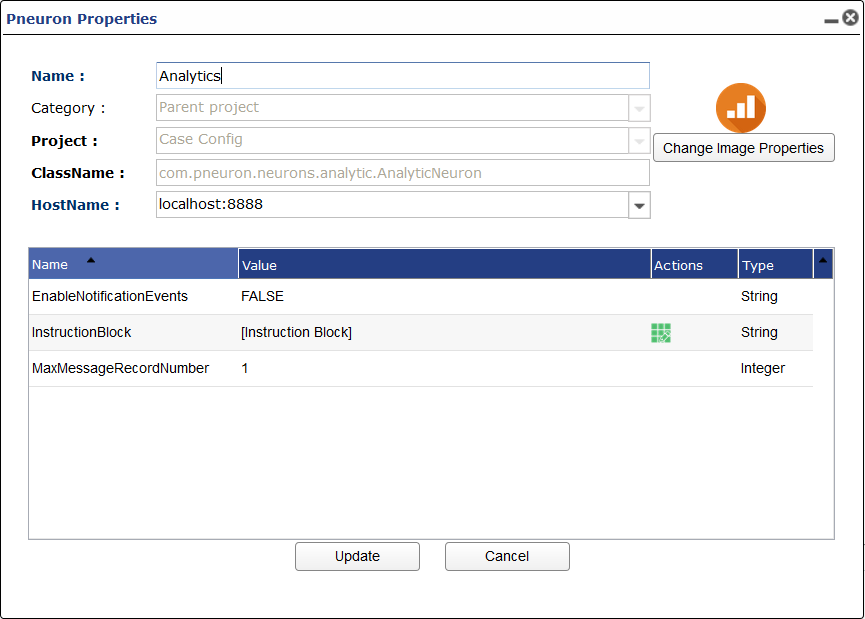 Pneuron Properties
Name :
Analytics
Category :
Parent project
Project :
Case Config
Change Image Properties
ClassName :
com.pneuron.neurons.analytic.AnalyticNeuron
HostName :
localhost:8888
Name Value Actions Type
EnableNotificationEvents FALSE String
InstructionBlock [Instruction Block] String
MaxMessageRecordNumber 1 Integer
Update Cancel